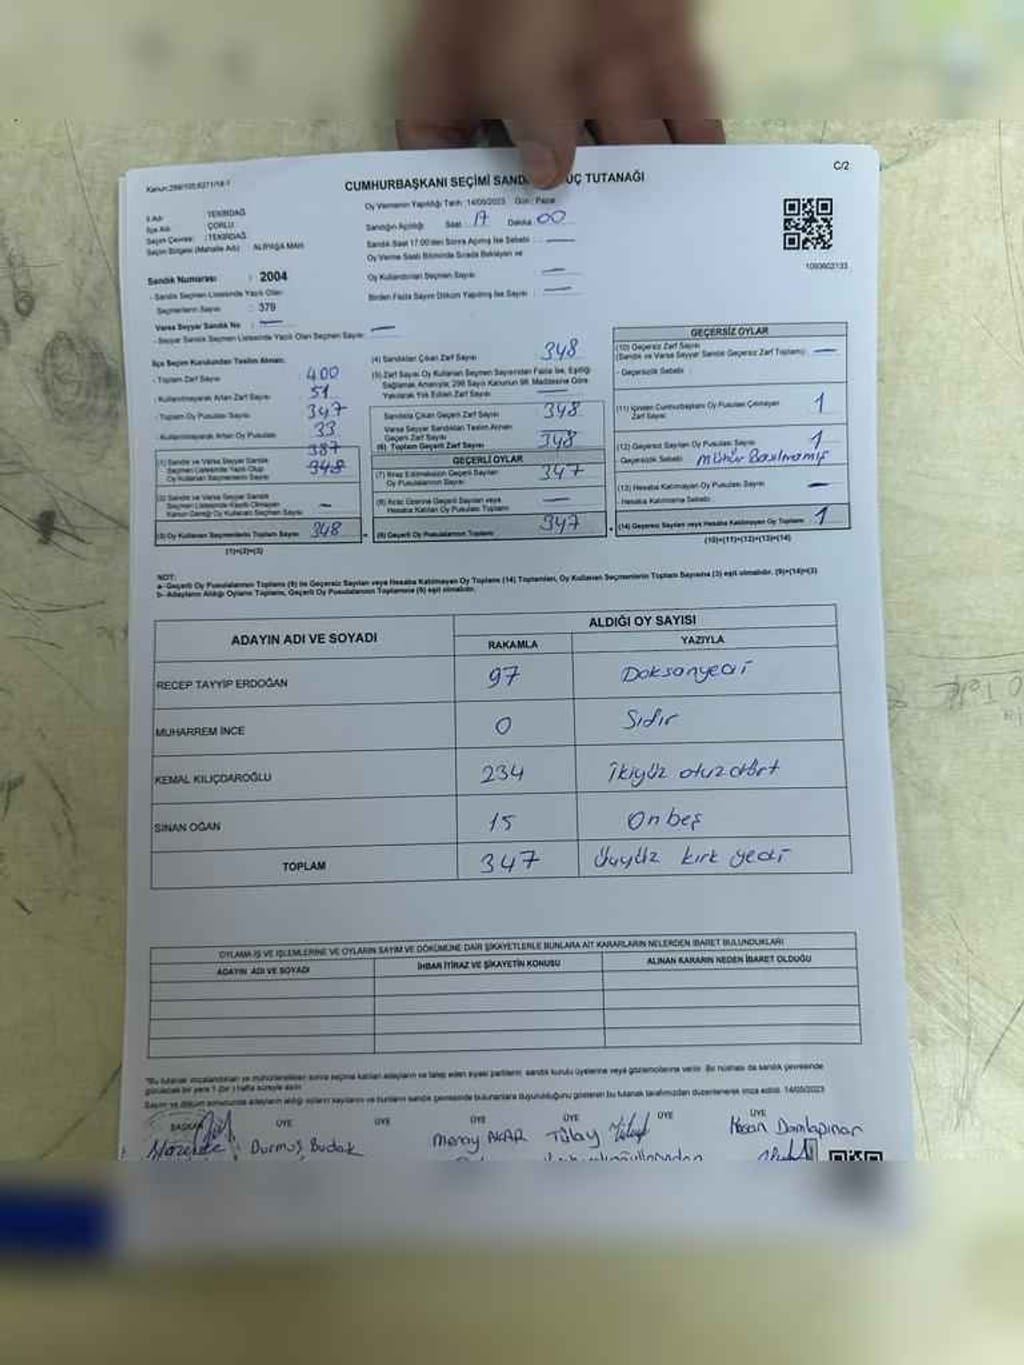 Kanun:298/105;6271/18-1
C/2
CUMHURBAŞKANI SEÇİMİ SAND UÇ TUTANAĞI
İl Adı : TEKİRDAĞ
İlçe Adı : ÇORLU
Seçim Çevresi : TEKİRDAĞ
Seçim Bölgesi (Mahalle Adı) : ALİPAŞA MAH.
Oy Vermenin Yapıldığı Tarih: 14/05/2023 Gün: Pazar
Sandığın Açıldığı Saat 17 Dakika 00
Sandık Saat 17:00'den Sonra Açılmış İse Sebebi : —
Oy Verme Saati Bitiminde Sırada Bekleyen ve
Oy Kullandırılan Seçmen Sayısı : —
Birden Fazla Sayım Döküm Yapılmış İse Sayısı : —
1093602133
Sandık Numarası : 2004
- Sandık Seçmen Listesinde Yazılı Olan
Seçmenlerin Sayısı : 379
Varsa Seyyar Sandık No : —
- Seyyar Sandık Seçmen Listesinde Yazılı Olan Seçmen Sayısı : —
İlçe Seçim Kurulundan Teslim Alınan:
- Toplam Zarf Sayısı 400
- Kullanılmayarak Artan Zarf Sayısı 51
- Toplam Oy Pusulası Sayısı 347
- Kullanılmayarak Artan Oy Pusulası 33
387
(1) Sandık ve Varsa Seyyar Sandık
Seçmen Listesinde Yazılı Olup
Oy Kullanan Seçmenlerin Sayısı 348
(2) Sandık ve Varsa Seyyar Sandık
Seçmen Listesinde Kayıtlı Olmayan
Kanun Gereği Oy Kullanan Seçmen Sayısı —
(3) Oy Kullanan Seçmenlerin Toplam Sayısı 348
(1)+(2)=(3)
(4) Sandıktan Çıkan Zarf Sayısı 348
(5) Zarf Sayısı Oy Kullanan Seçmen Sayısından Fazla İse, Eşitliği
Sağlamak Amacıyla; 298 Sayılı Kanunun 98. Maddesine Göre
Yakılarak Yok Edilen Zarf Sayısı —
Sandıkta Çıkan Geçerli Zarf Sayısı 348
Varsa Seyyar Sandıktan Teslim Alınan
Geçerli Zarf Sayısı —
(6) Toplam Geçerli Zarf Sayısı 348
GEÇERLİ OYLAR
(7) İtiraz Edilmeksizin Geçerli Sayılan
Oy Pusulalarının Sayısı 347
(8) İtiraz Üzerine Geçerli Sayılan veya
Hesaba Katılan Oy Pusulaları Toplamı —
(9) Geçerli Oy Pusulalarının Toplamı 347
GEÇERSİZ OYLAR
(10) Geçersiz Zarf Sayısı
(Sandık ve Varsa Seyyar Sandık Geçersiz Zarf Toplamı) —
- Geçersizlik Sebebi :
(11) İçinden Cumhurbaşkanı Oy Pusulası Çıkmayan
Zarf Sayısı 1
(12) Geçersiz Sayılan Oy Pusulası Sayısı 1
Geçersizlik Sebebi mühür Basılmamış
(13) Hesaba Katılmayan Oy Pusulası Sayısı —
Hesaba Katılmama Sebebi
(14) Geçersiz Sayılan veya Hesaba Katılmayan Oy Toplamı 1
(10)+(11)+(12)+(13)=(14)
NOT:
a- Geçerli Oy Pusulalarının Toplamı (9) ile Geçersiz Sayılan veya Hesaba Katılmayan Oy Toplamı (14) Toplamları, Oy Kullanan Seçmenlerin Toplam Sayısına (3) eşit olmalıdır. (9)+(14)=(3)
b- Adayların Aldığı Oyların Toplamı, Geçerli Oy Pusulalarının Toplamına (9) eşit olmalıdır.
ADAYIN ADI VE SOYADI
ALDIĞI OY SAYISI
RAKAMLA YAZIYLA
RECEP TAYYİP ERDOĞAN 97 Doksanyedi
MUHARREM İNCE 0 Sıfır
KEMAL KILIÇDAROĞLU 234 ikiyüz otuzdört
SİNAN OĞAN 15 Onbeş
TOPLAM 347 Üçyüz kırk yedi
OYLAMA İŞ VE İŞLEMLERİNE VE OYLARIN SAYIM VE DÖKÜMÜNE DAİR ŞİKAYETLERLE BUNLARA AİT KARARLARIN NELERDEN İBARET BULUNDUKLARI
ADAYIN ADI VE SOYADI İHBAR İTİRAZ VE ŞİKAYETİN KONUSU ALINAN KARARIN NEDEN İBARET OLDUĞU
BAŞKAN ÜYE ÜYE ÜYE ÜYE ÜYE ÜYE
Durmuş Budak Meray AKAR Tülay Hasan Damlapınar